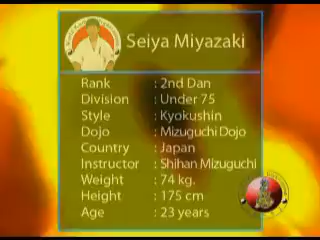 Seiya Miyazaki
Rank : 2nd Dan
Division : Under 75
Style : Kyokushin
Dojo : Mizuguchi Dojo
Country : Japan
Instructor : Shihan Mizuguchi
Weight : 74 kg.
Height : 175 cm
Age : 23 years